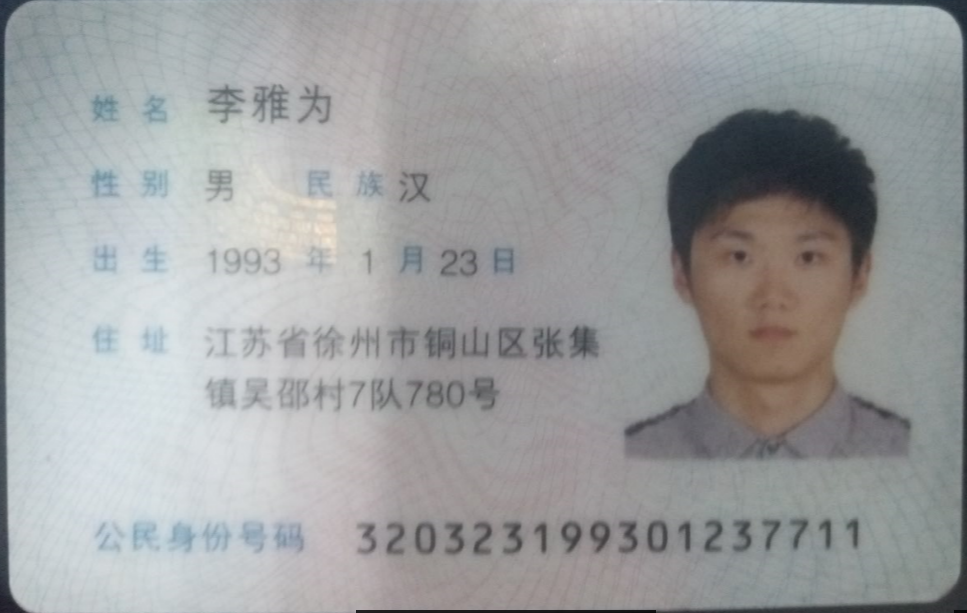 姓名 李雅为
性别 男 民族 汉
出生 1993 年 1 月 23 日
住址 江苏省徐州市铜山区张集
镇吴邵村7队780号
公民身份号码 320323199301237711